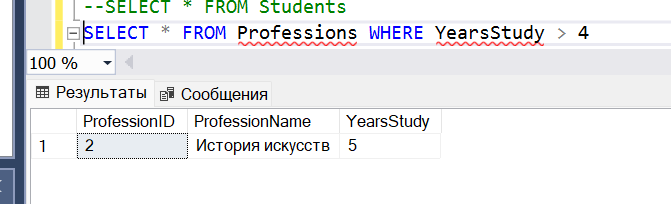 --SELECT * FROM Students
SELECT * FROM Professions WHERE YearsStudy > 4
100 %
Результаты Сообщения
ProfessionID ProfessionName YearsStudy
1 2 История искусств 5